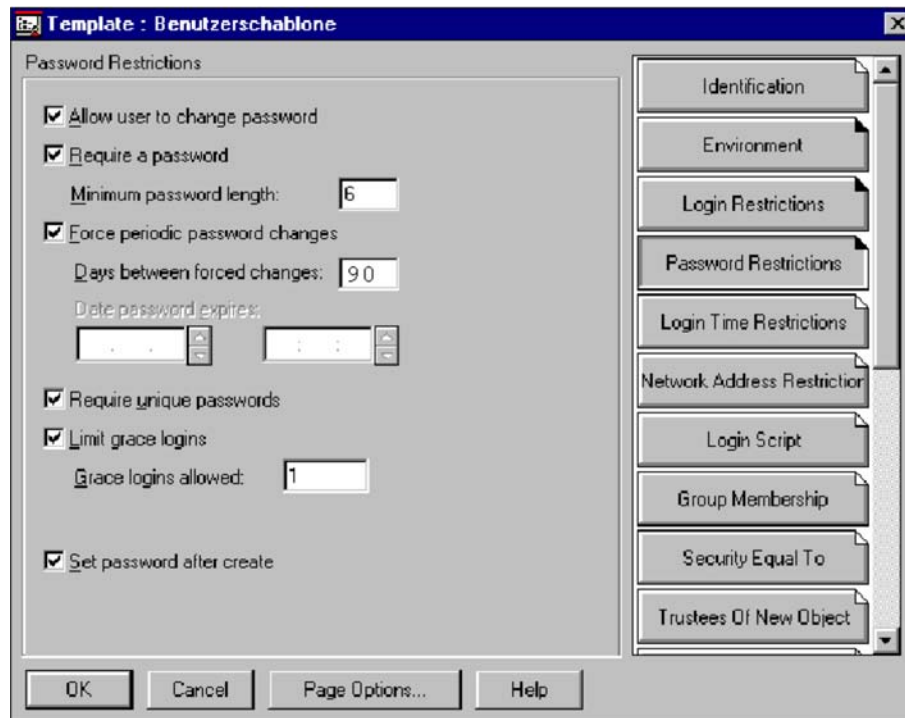 Template : Benutzerschablone
Password Restrictions
Allow user to change password
Require a password
Minimum password length: 6
Force periodic password changes
Days between forced changes: 90
Date password expires:
Require unique passwords
Limit grace logins
Grace logins allowed: 1
Set password after create
Identification
Environment
Login Restrictions
Password Restrictions
Login Time Restrictions
Network Address Restriction
Login Script
Group Membership
Security Equal To
Trustees Of New Object
OK Cancel Page Options... Help